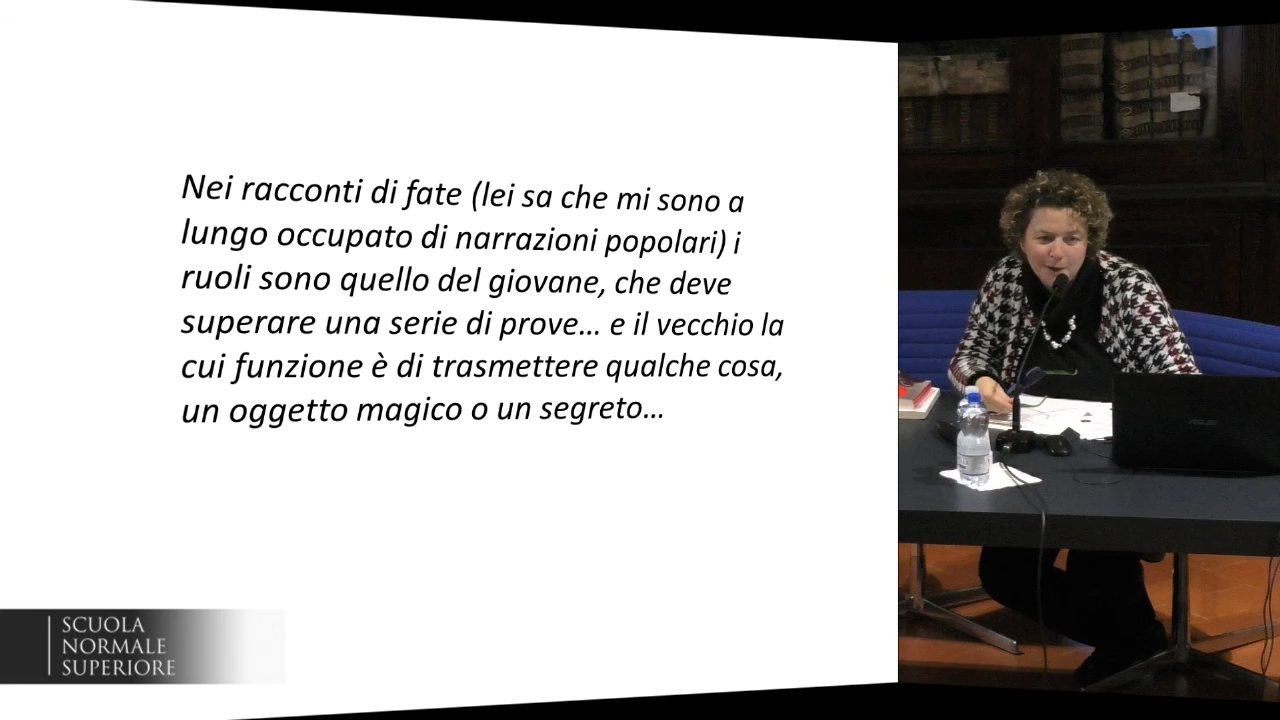 Nei racconti di fate (lei sa che mi sono a
lungo occupato di narrazioni popolari) i
ruoli sono quello del giovane, che deve
superare una serie di prove... e il vecchio la
cui funzione è di trasmettere qualche cosa,
un oggetto magico o un segreto...
SCUOLA
NORMALE
SUPERIORE
ASUS